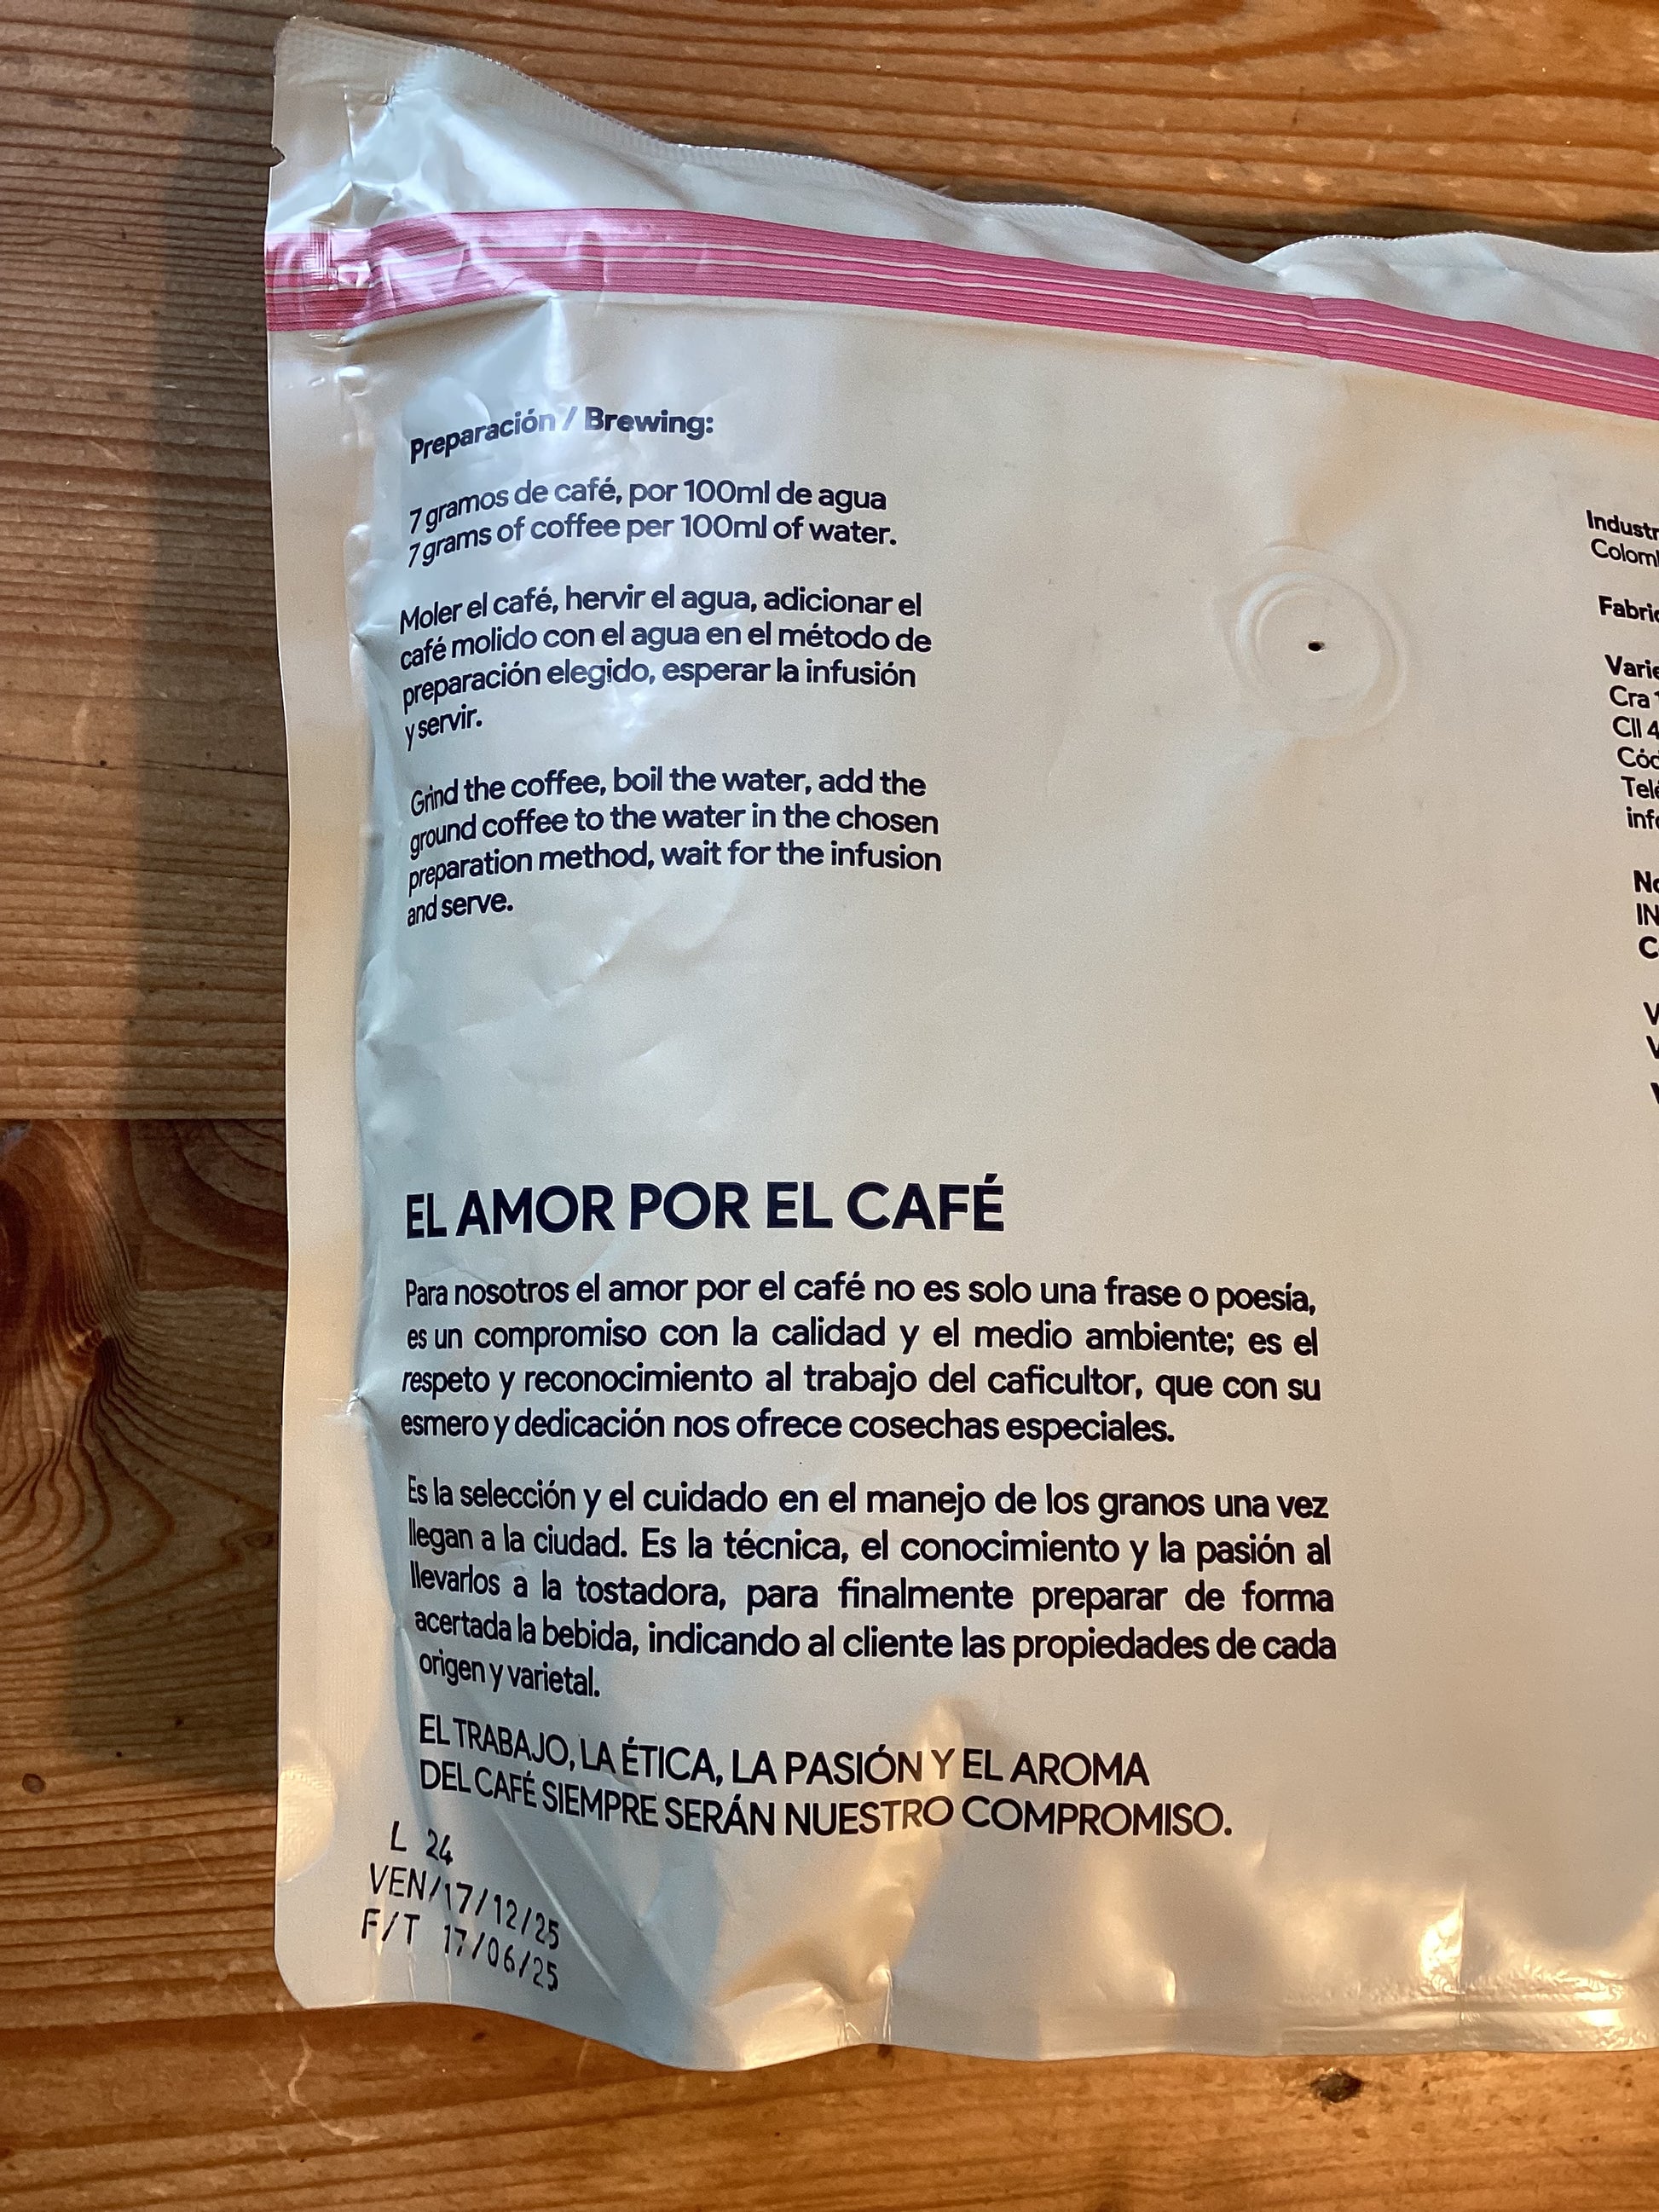 Preparación / Brewing:
7 gramos de café, por 100ml de agua
7 grams of coffee per 100ml of water.
Moler el café, hervir el agua, adicionar el
café molido con el agua en el método de
preparación elegido, esperar la infusión
y servir.
Grind the coffee, boil the water, add the
ground coffee to the water in the chosen
preparation method, wait for the infusion
and serve.
EL AMOR POR EL CAFÉ
Para nosotros el amor por el café no es solo una frase o poesía,
es un compromiso con la calidad y el medio ambiente; es el
respeto y reconocimiento al trabajo del caficultor, que con su
esmero y dedicación nos ofrece cosechas especiales.
Es la selección y el cuidado en el manejo de los granos una vez
llegan a la ciudad. Es la técnica, el conocimiento y la pasión al
llevarlos a la tostadora, para finalmente preparar de forma
acertada la bebida, indicando al cliente las propiedades de cada
origen y varietal.
EL TRABAJO, LA ÉTICA, LA PASIÓN Y EL AROMA
DEL CAFÉ SIEMPRE SERÁN NUESTRO COMPROMISO.
L 24
VEN/17/12/25
F/T 17/06/25
Cra
Cll 4